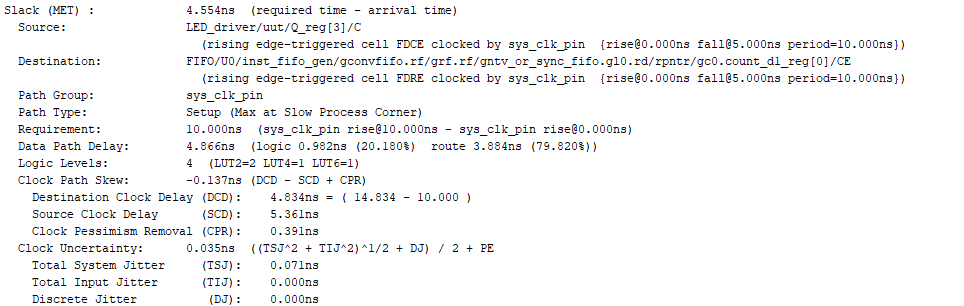 Slack (MET) :             4.554ns  (required time - arrival time)
  Source:                 LED_driver/uut/Q_reg[3]/C
                            (rising edge-triggered cell FDCE clocked by sys_clk_pin  {rise@0.000ns fall@5.000ns period=10.000ns})
  Destination:            FIFO/U0/inst_fifo_gen/gconvfifo.rf/grf.rf/gntv_or_sync_fifo.gl0.rd/rpntr/gc0.count_d1_reg[0]/CE
                            (rising edge-triggered cell FDRE clocked by sys_clk_pin  {rise@0.000ns fall@5.000ns period=10.000ns})
  Path Group:             sys_clk_pin
  Path Type:              Setup (Max at Slow Process Corner)
  Requirement:            10.000ns  (sys_clk_pin rise@10.000ns - sys_clk_pin rise@0.000ns)
  Data Path Delay:        4.866ns  (logic 0.982ns (20.180%)  route 3.884ns (79.820%))
  Logic Levels:           4  (LUT2=2 LUT4=1 LUT6=1)
  Clock Path Skew:        -0.137ns (DCD - SCD + CPR)
    Destination Clock Delay (DCD):    4.834ns = ( 14.834 - 10.000 )
    Source Clock Delay      (SCD):    5.361ns
    Clock Pessimism Removal (CPR):    0.391ns
  Clock Uncertainty:      0.035ns  ((TSJ^2 + TIJ^2)^1/2 + DJ) / 2 + PE
    Total System Jitter     (TSJ):    0.071ns
    Total Input Jitter      (TIJ):    0.000ns
    Discrete Jitter          (DJ):    0.000ns